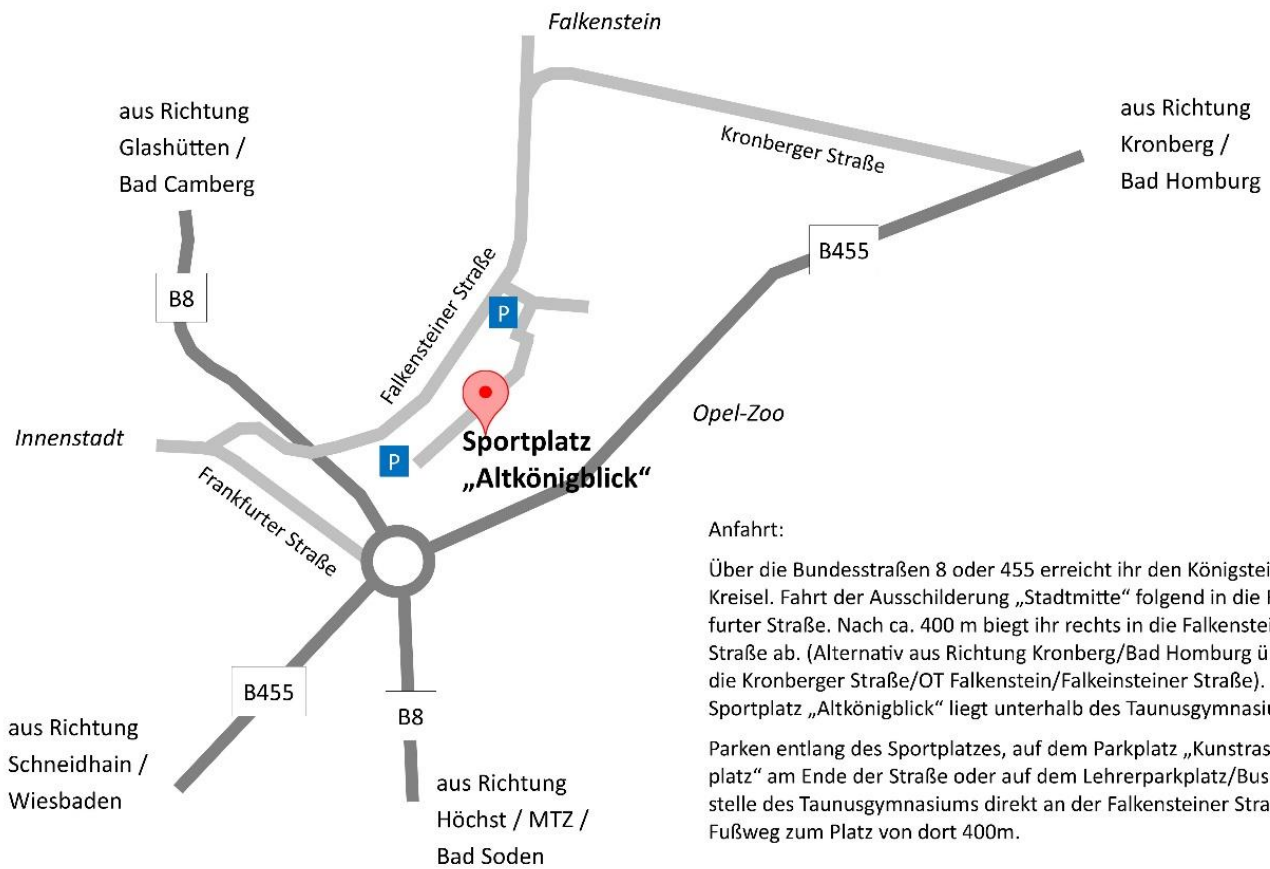 Falkenstein
aus Richtung
Glashütten /
Bad Camberg
aus Richtung
Kronberg /
Bad Homburg
Kronberger Straße
B455
B8
P
Falkensteiner Straße
Opel-Zoo
Innenstadt
P
Sportplatz
„Altkönigblick“
Frankfurter Straße
B455
B8
aus Richtung
Schneidhain /
Wiesbaden
aus Richtung
Höchst / MTZ /
Bad Soden
Anfahrt:
Über die Bundesstraßen 8 oder 455 erreicht ihr den
Kreisel. Fahrt der Ausschilderung „Stadtmitte“ folgend in die
furter Straße. Nach ca. 400 m biegt ihr rechts in die
Straße ab. (Alternativ aus Richtung Kronberg/Bad Homburg
die Kronberger Straße/OT Falkenstein/Falkeinsteiner Straße).
Sportplatz „Altkönigblick“ liegt unterhalb des
Parken entlang des Sportplatzes, auf dem Parkplatz
platz“ am Ende der Straße oder auf dem Lehrerparkplatz/Bus
stelle des Taunusgymnasiums direkt an der Falkensteiner
Fußweg zum Platz von dort 400m.